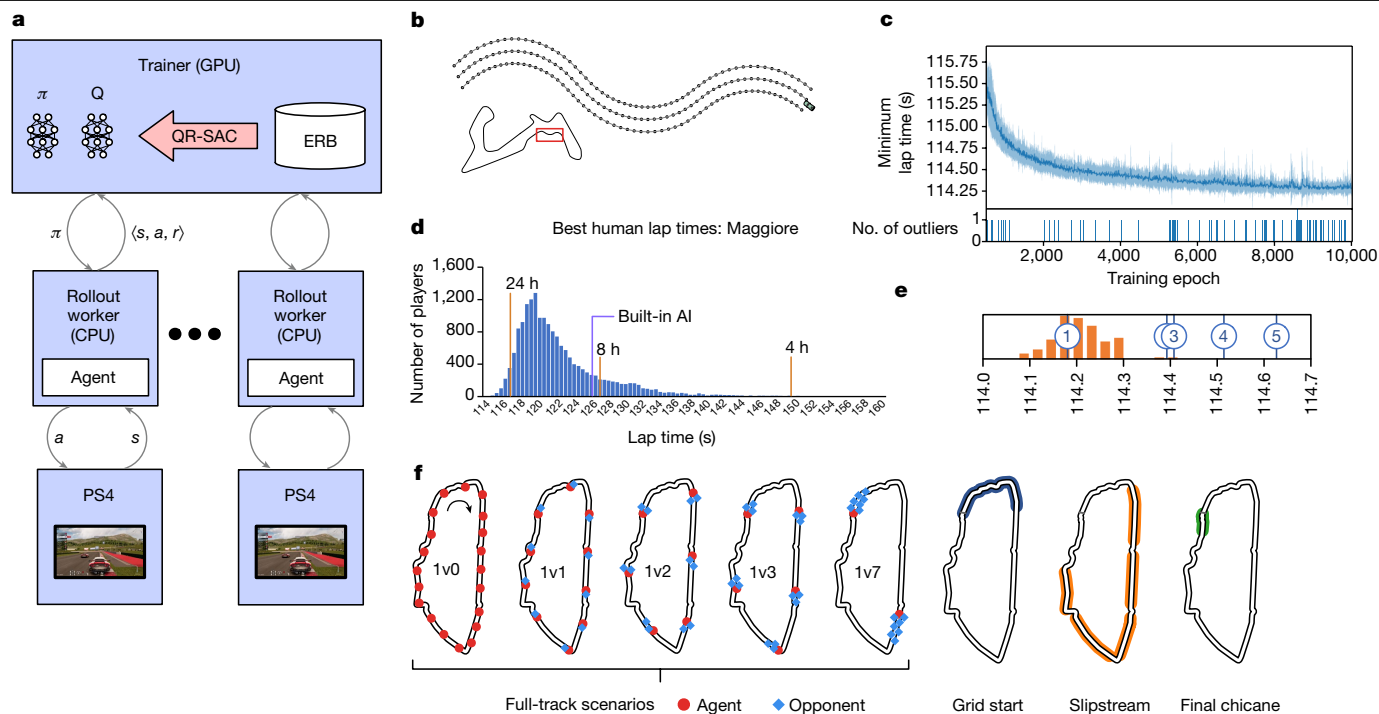 a
Trainer (GPU)
π
Q
QR-SAC
ERB
π
⟨s, a, r⟩
Rollout
worker
(CPU)
Agent
Rollout
worker
(CPU)
Agent
a
s
PS4
PS4
b
c
Minimum
lap time (s)
115.75
115.50
115.25
115.00
114.75
114.50
114.25
No. of outliers
1
0
2,000
4,000
6,000
8,000
10,000
Training epoch
d
Best human lap times: Maggiore
Number of players
1,600
1,200
800
400
0
24 h
Built-in AI
8 h
4 h
114
116
118
120
122
124
126
128
130
132
134
136
138
140
142
144
146
148
150
152
154
156
158
160
Lap time (s)
e
1
3
4
5
114.0
114.1
114.2
114.3
114.4
114.5
114.6
114.7
f
1v0
1v1
1v2
1v3
1v7
Full-track scenarios
Agent
Opponent
Grid start
Slipstream
Final chicane